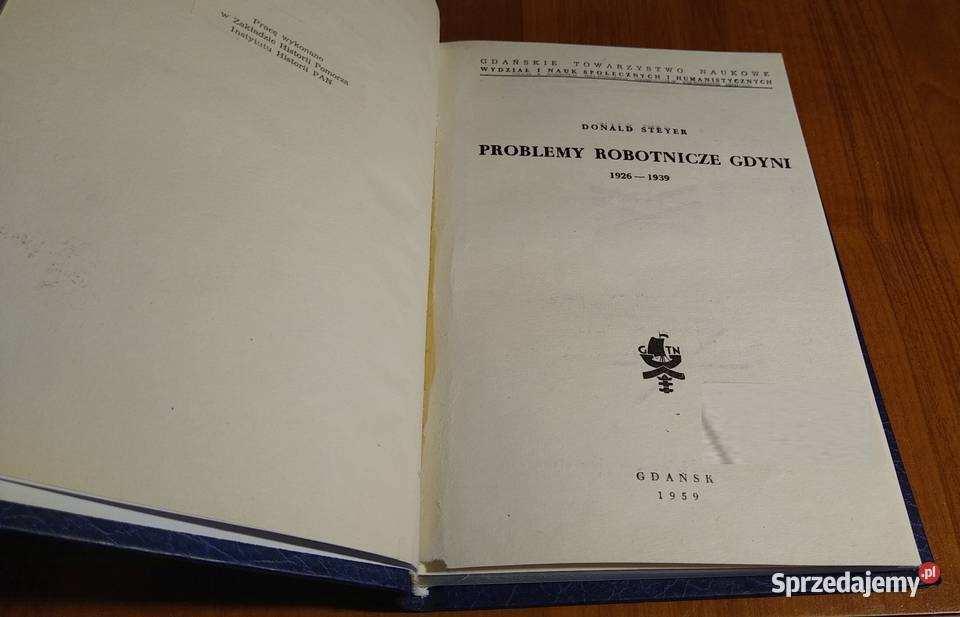 Pracę wykonano
w Zakładzie Historii Pomorza
Instytutu Historii PAN
GDAŃSKIE TOWARZYSTWO NAUKOWE
WYDZIAŁ I NAUK SPOŁECZNYCH I HUMANISTYCZNYCH
DONALD STEYER
PROBLEMY ROBOTNICZE GDYNI
1926 — 1939
G TN
GDAŃSK
1959
Sprzedajemy.pl